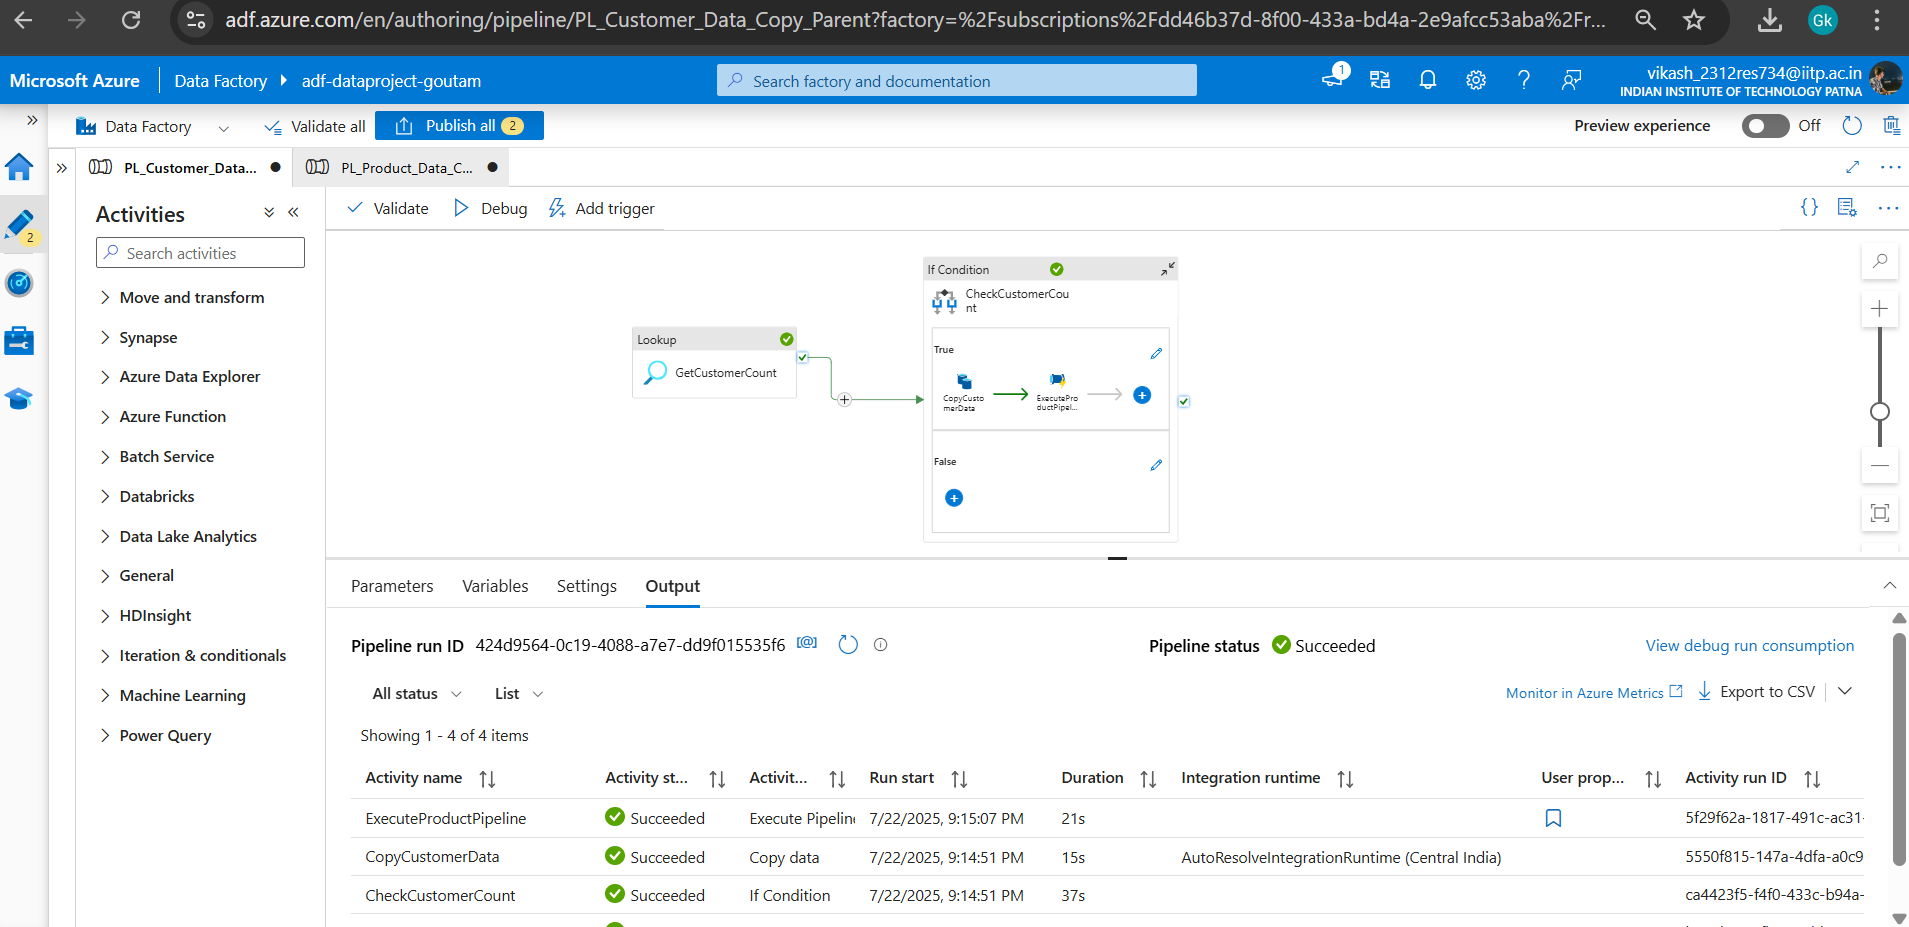 adf.azure.com/en/authoring/pipeline/PL_Customer_Data_Copy_Parent?factory=%2Fsubscriptions%2Fdd46b37d-8f00-433a-bd4a-2e9afcc53aba%2Fr...
Gk
Microsoft Azure
Data Factory
adf-dataproject-goutam
Search factory and documentation
1
vikash_2312res734@iitp.ac.in
INDIAN INSTITUTE OF TECHNOLOGY PATNA
Data Factory
Validate all
Publish all 2
Preview experience
Off
PL_Customer_Data...
PL_Product_Data_C...
2
Activities
Search activities
Move and transform
Synapse
Azure Data Explorer
Azure Function
Batch Service
Databricks
Data Lake Analytics
General
HDInsight
Iteration & conditionals
Machine Learning
Power Query
Validate
Debug
Add trigger
Lookup
GetCustomerCount
If Condition
CheckCustomerCou
nt
True
CopyCusto
merData
ExecutePro
ductPipel...
False
Parameters
Variables
Settings
Output
Pipeline run ID 424d9564-0c19-4088-a7e7-dd9f015535f6
Pipeline status Succeeded
View debug run consumption
All status
List
Monitor in Azure Metrics
Export to CSV
Showing 1 - 4 of 4 items
Activity name Activity st... Activit... Run start Duration Integration runtime User prop... Activity run ID
ExecuteProductPipeline Succeeded Execute Pipeline 7/22/2025, 9:15:07 PM 21s 5f29f62a-1817-491c-ac31-
CopyCustomerData Succeeded Copy data 7/22/2025, 9:14:51 PM 15s AutoResolveIntegrationRuntime (Central India) 5550f815-147a-4dfa-a0c9
CheckCustomerCount Succeeded If Condition 7/22/2025, 9:14:51 PM 37s ca4423f5-f4f0-433c-b94a-